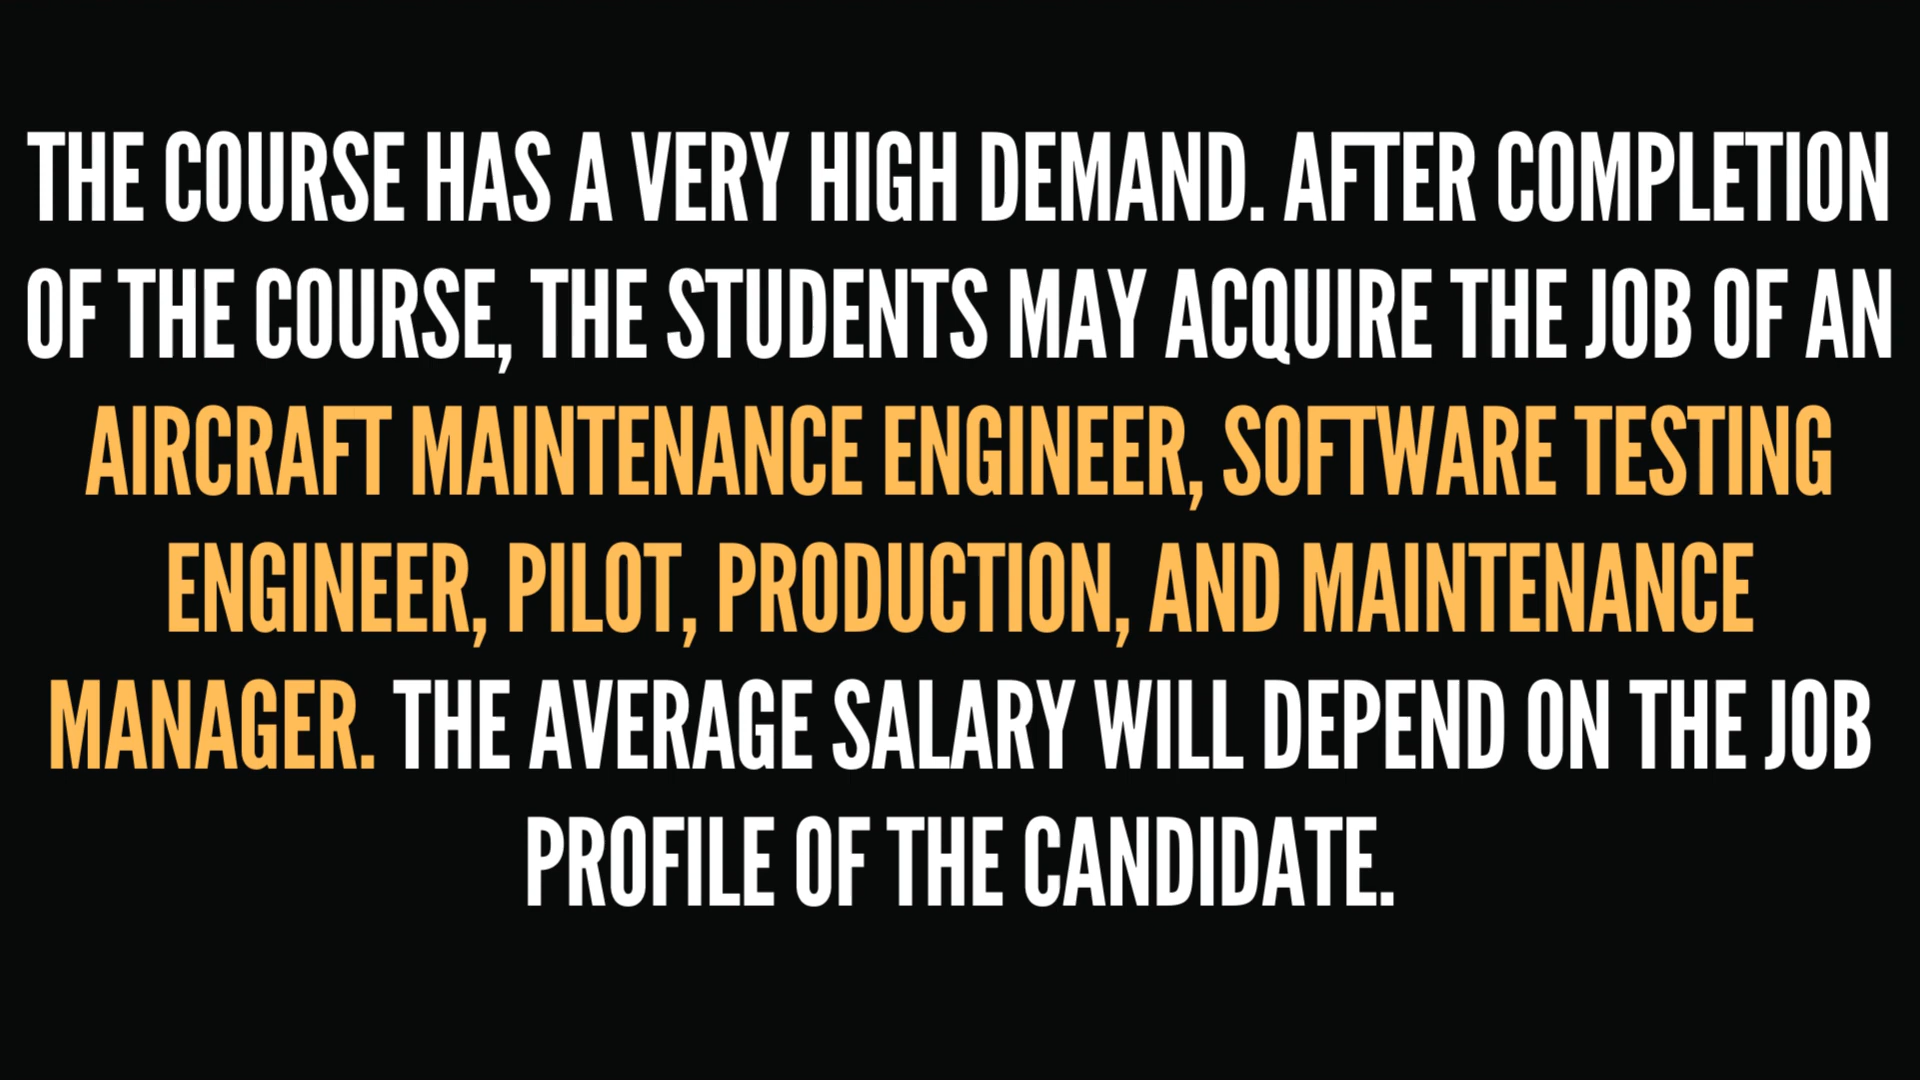 THE COURSE HAS A VERY HIGH DEMAND. AFTER COMPLETION
OF THE COURSE, THE STUDENTS MAY ACQUIRE THE JOB OF AN
AIRCRAFT MAINTENANCE ENGINEER, SOFTWARE TESTING
ENGINEER, PILOT, PRODUCTION, AND MAINTENANCE
MANAGER. THE AVERAGE SALARY WILL DEPEND ON THE JOB
PROFILE OF THE CANDIDATE.